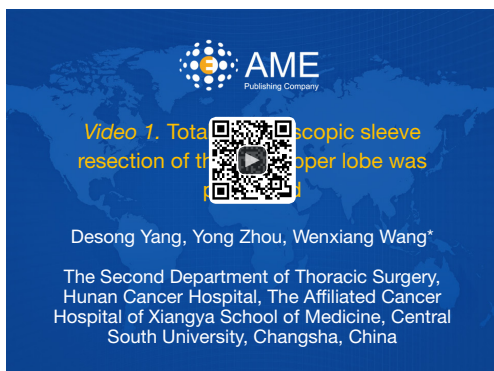 AME
Publishing Company
Video 1. Tota scopic sleeve
resection of th pper lobe was
p d
Desong Yang, Yong Zhou, Wenxiang Wang*
The Second Department of Thoracic Surgery,
Hunan Cancer Hospital, The Affiliated Cancer
Hospital of Xiangya School of Medicine, Central
South University, Changsha, China